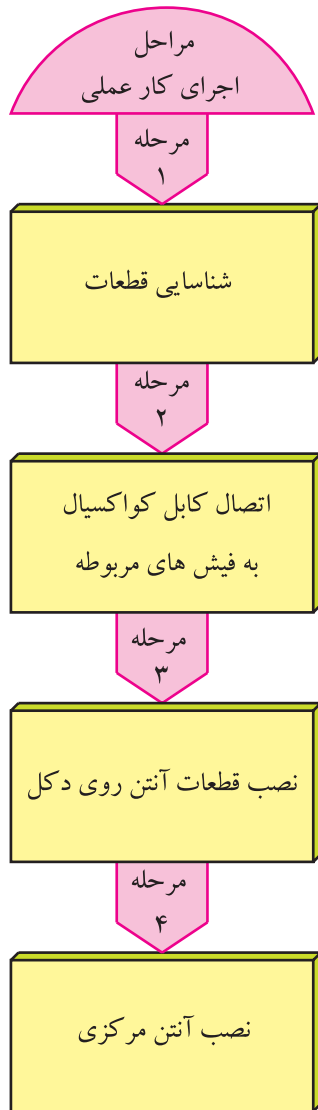 مراحل
اجرای کار عملی
مرحله
۱
شناسایی قطعات
مرحله
۲
اتصال کابل کواکسیال
به فیش های مربوطه
مرحله
۳
نصب قطعات آنتن روی دکل
مرحله
۴
نصب آنتن مرکزی